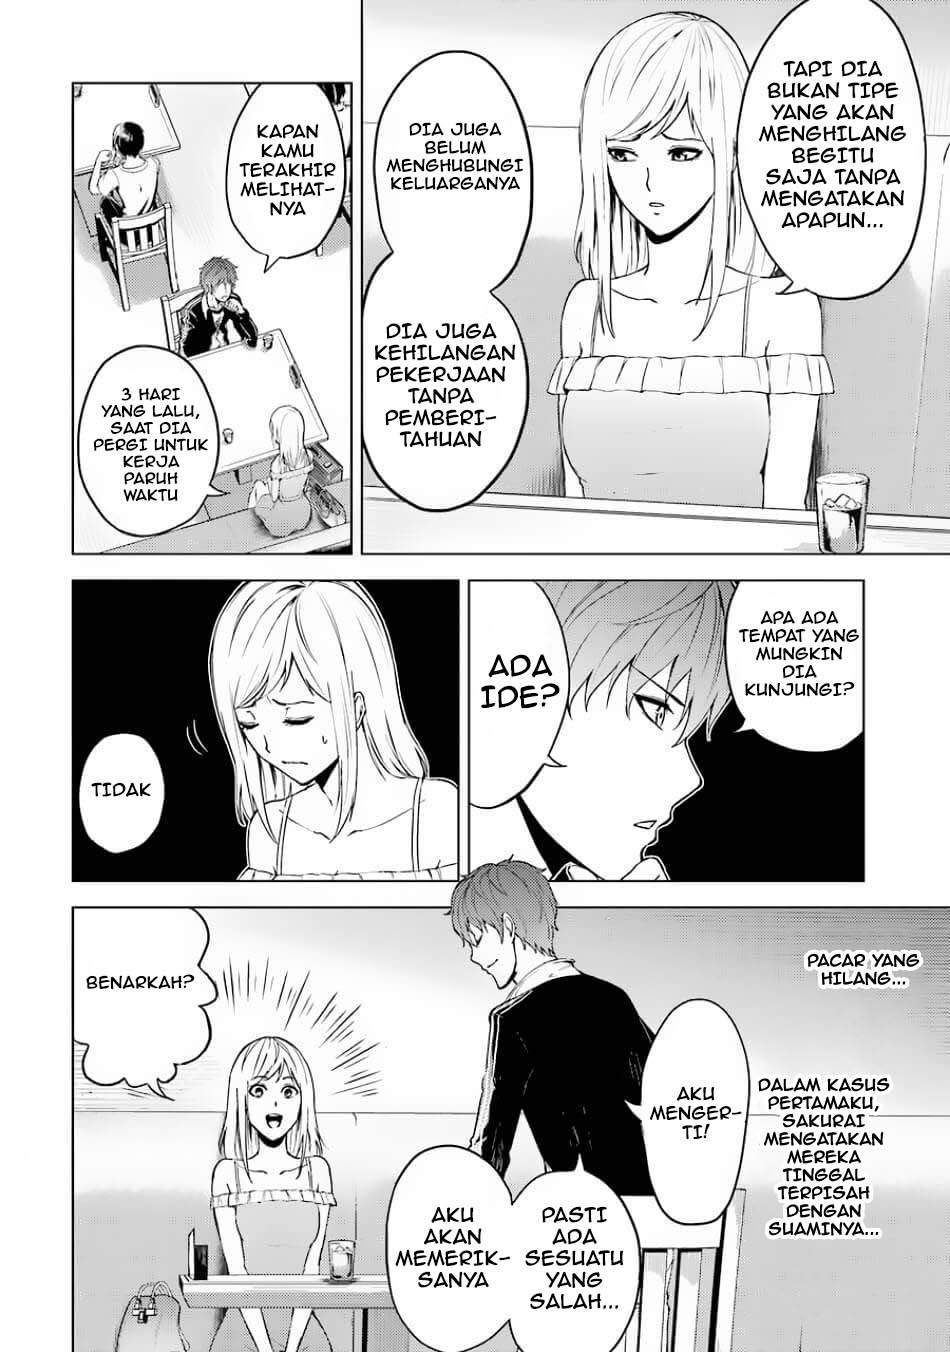 TAPI DIA
BUKAN TIPE
YANG AKAN
MENGHILANG
BEGITU
SAJA TANPA
MENGATAKAN
APAPUN...
DIA JUGA
BELUM
MENGHUBUNGI
KELUARGANYA
DIA JUGA
KEHILANGAN
PEKERJAAN
TANPA
PEMBERI-
TAHUAN
KAPAN
KAMU
TERAKHIR
MELIHAT-
NYA
3 HARI
YANG LALU,
SAAT DIA
PERGI UNTUK
KERJA
PARUH
WAKTU
APA ADA
TEMPAT YANG
MUNGKIN
DIA
KUNJUNGI?
ADA
IDE?
TIDAK
PACAR YANG
HILANG...
DALAM KASUS
PERTAMAKU,
SAKURAI
MENGATAKAN
MEREKA
TINGGAL
TERPISAH
DENGAN
SUAMINYA...
AKU
MENGER-
TI!
PASTI
ADA
SESUATU
YANG
SALAH...
AKU
AKAN
MEMERIK-
SANYA
BENARKAH?